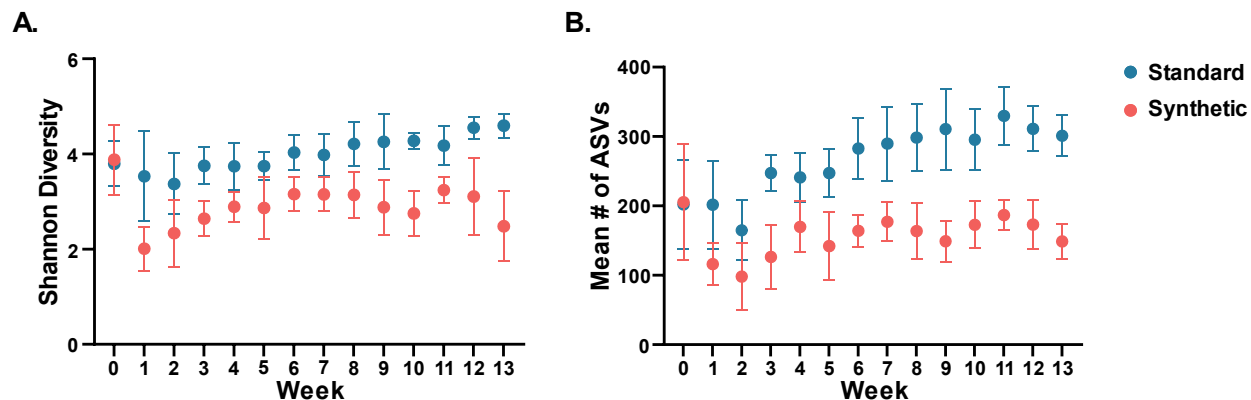 A.
Shannon Diversity
6
4
2
0
0 1 2 3 4 5 6 7 8 9 10 11 12 13
Week
B.
Mean # of ASVs
400
300
200
100
0
0 1 2 3 4 5 6 7 8 9 10 11 12 13
Week
Standard
Synthetic